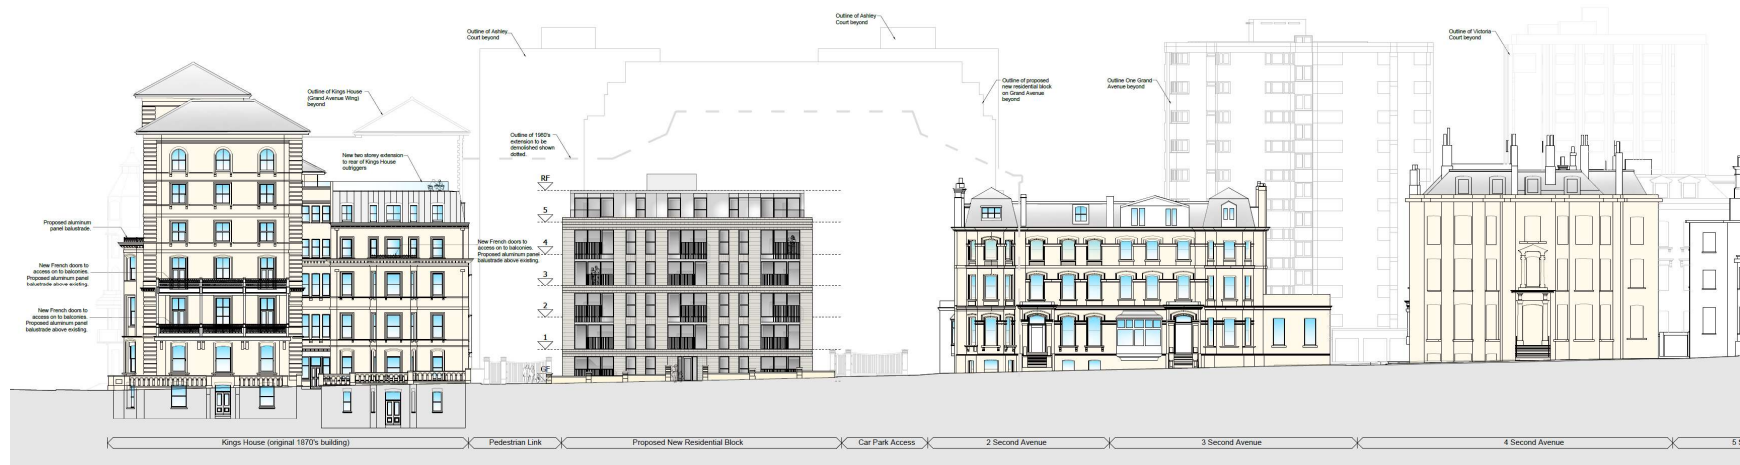 Outline of Ashley
Court beyond
Outline of Ashley
Court beyond
Outline of Victoria
Court beyond
Outline of Kings House
(Grand Avenue Wing)
beyond
Outline of proposed
new residential block
on Grand Avenue
beyond
Outline One Grand
Avenue beyond
Outline of 1980's
extension to be
demolished shown
dotted.
New two storey extension
to rear of Kings House
outriggers
RF
5
4
3
2
1
GF
Proposed aluminum
panel balustrade.
New French doors to
access on to balconies.
Proposed aluminum panel
balustrade above existing.
New French doors to
access on to balconies.
Proposed aluminum panel
baluetrade above existing.
New French doors to
access on to balconies.
Proposed aluminum panel
balustrade above existing.
Kings House (original 1870's building)
Pedestrian Link
Proposed New Residential Block
Car Park Access
2 Second Avenue
3 Second Avenue
4 Second Avenue
5 S